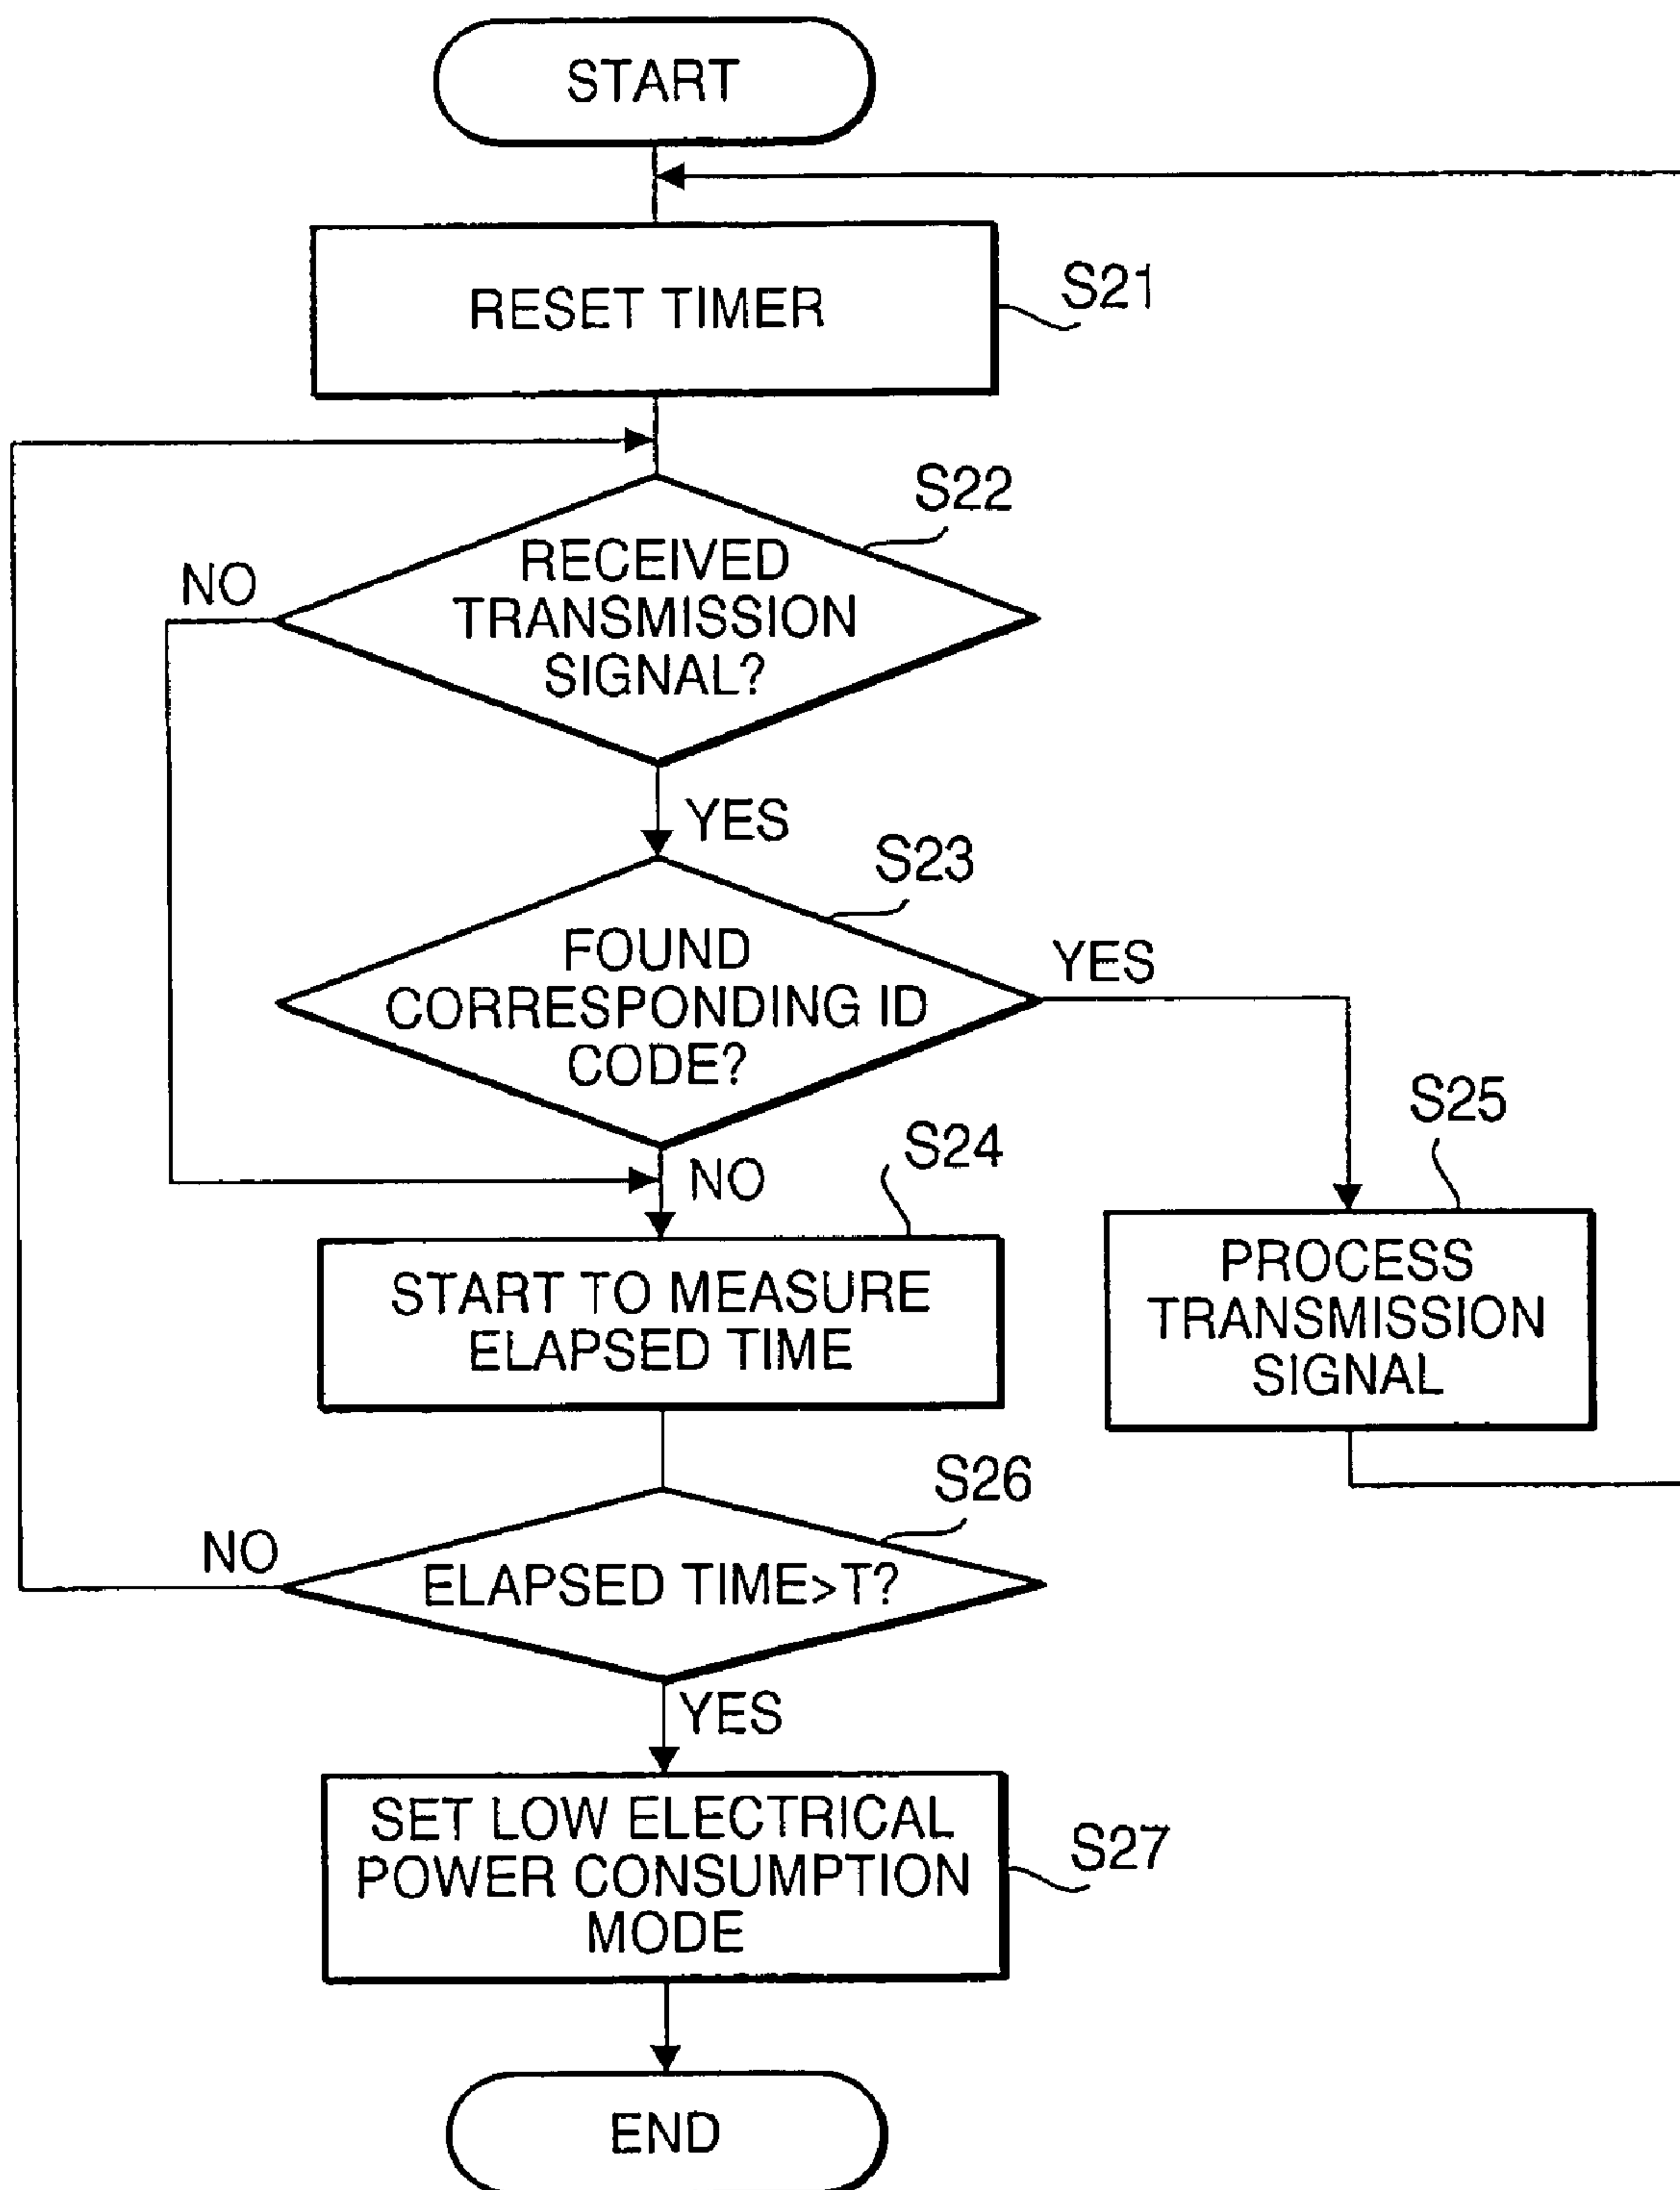 START
RESET TIMER
S21
S22
RECEIVED
TRANSMISSION
SIGNAL?
NO
YES
S23
FOUND
CORRESPONDING ID
CODE?
YES
NO
S24
START TO MEASURE
ELAPSED TIME
S25
PROCESS
TRANSMISSION
SIGNAL
S26
ELAPSED TIME>T?
NO
YES
SET LOW ELECTRICAL
POWER CONSUMPTION
MODE
S27
END